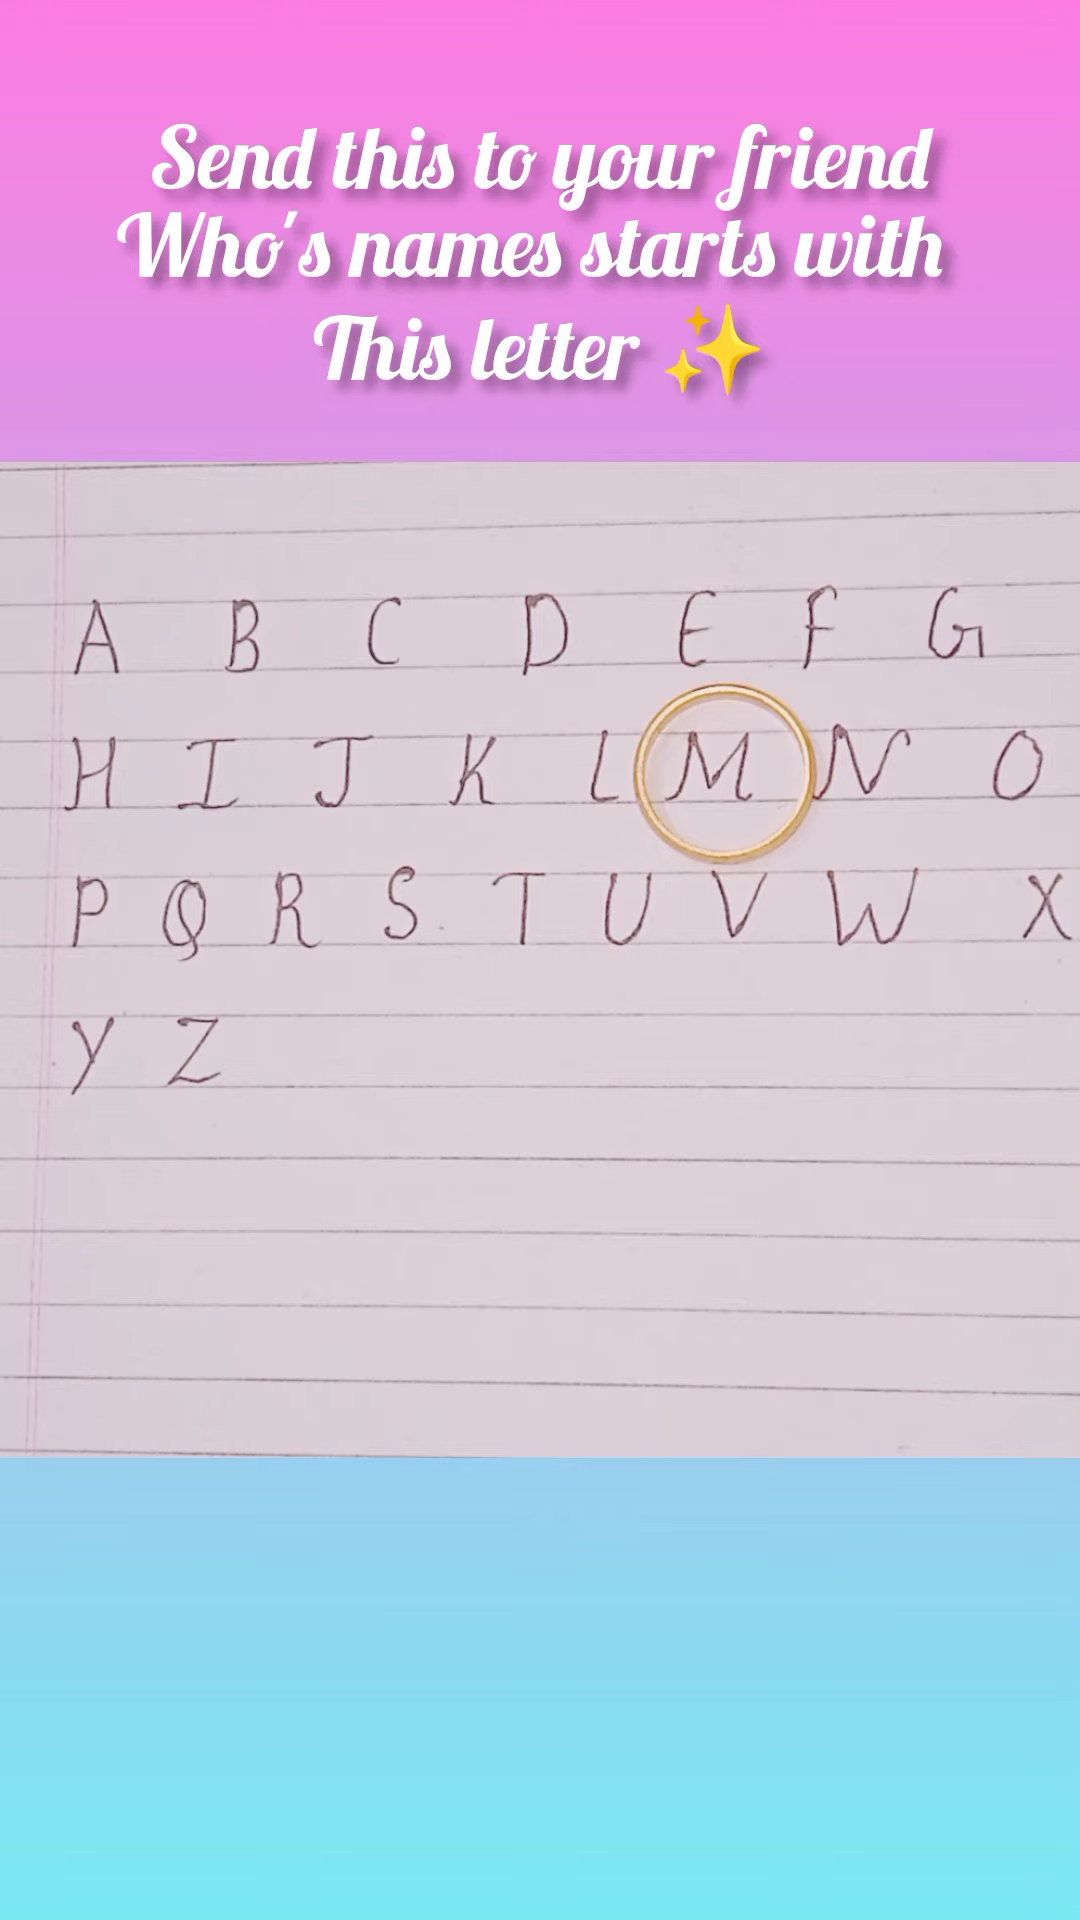 Send this to your friend
Who's names starts with
This letter ✨
A B C D E F G
H I J K L M N O
P Q R S T U V W X
Y Z